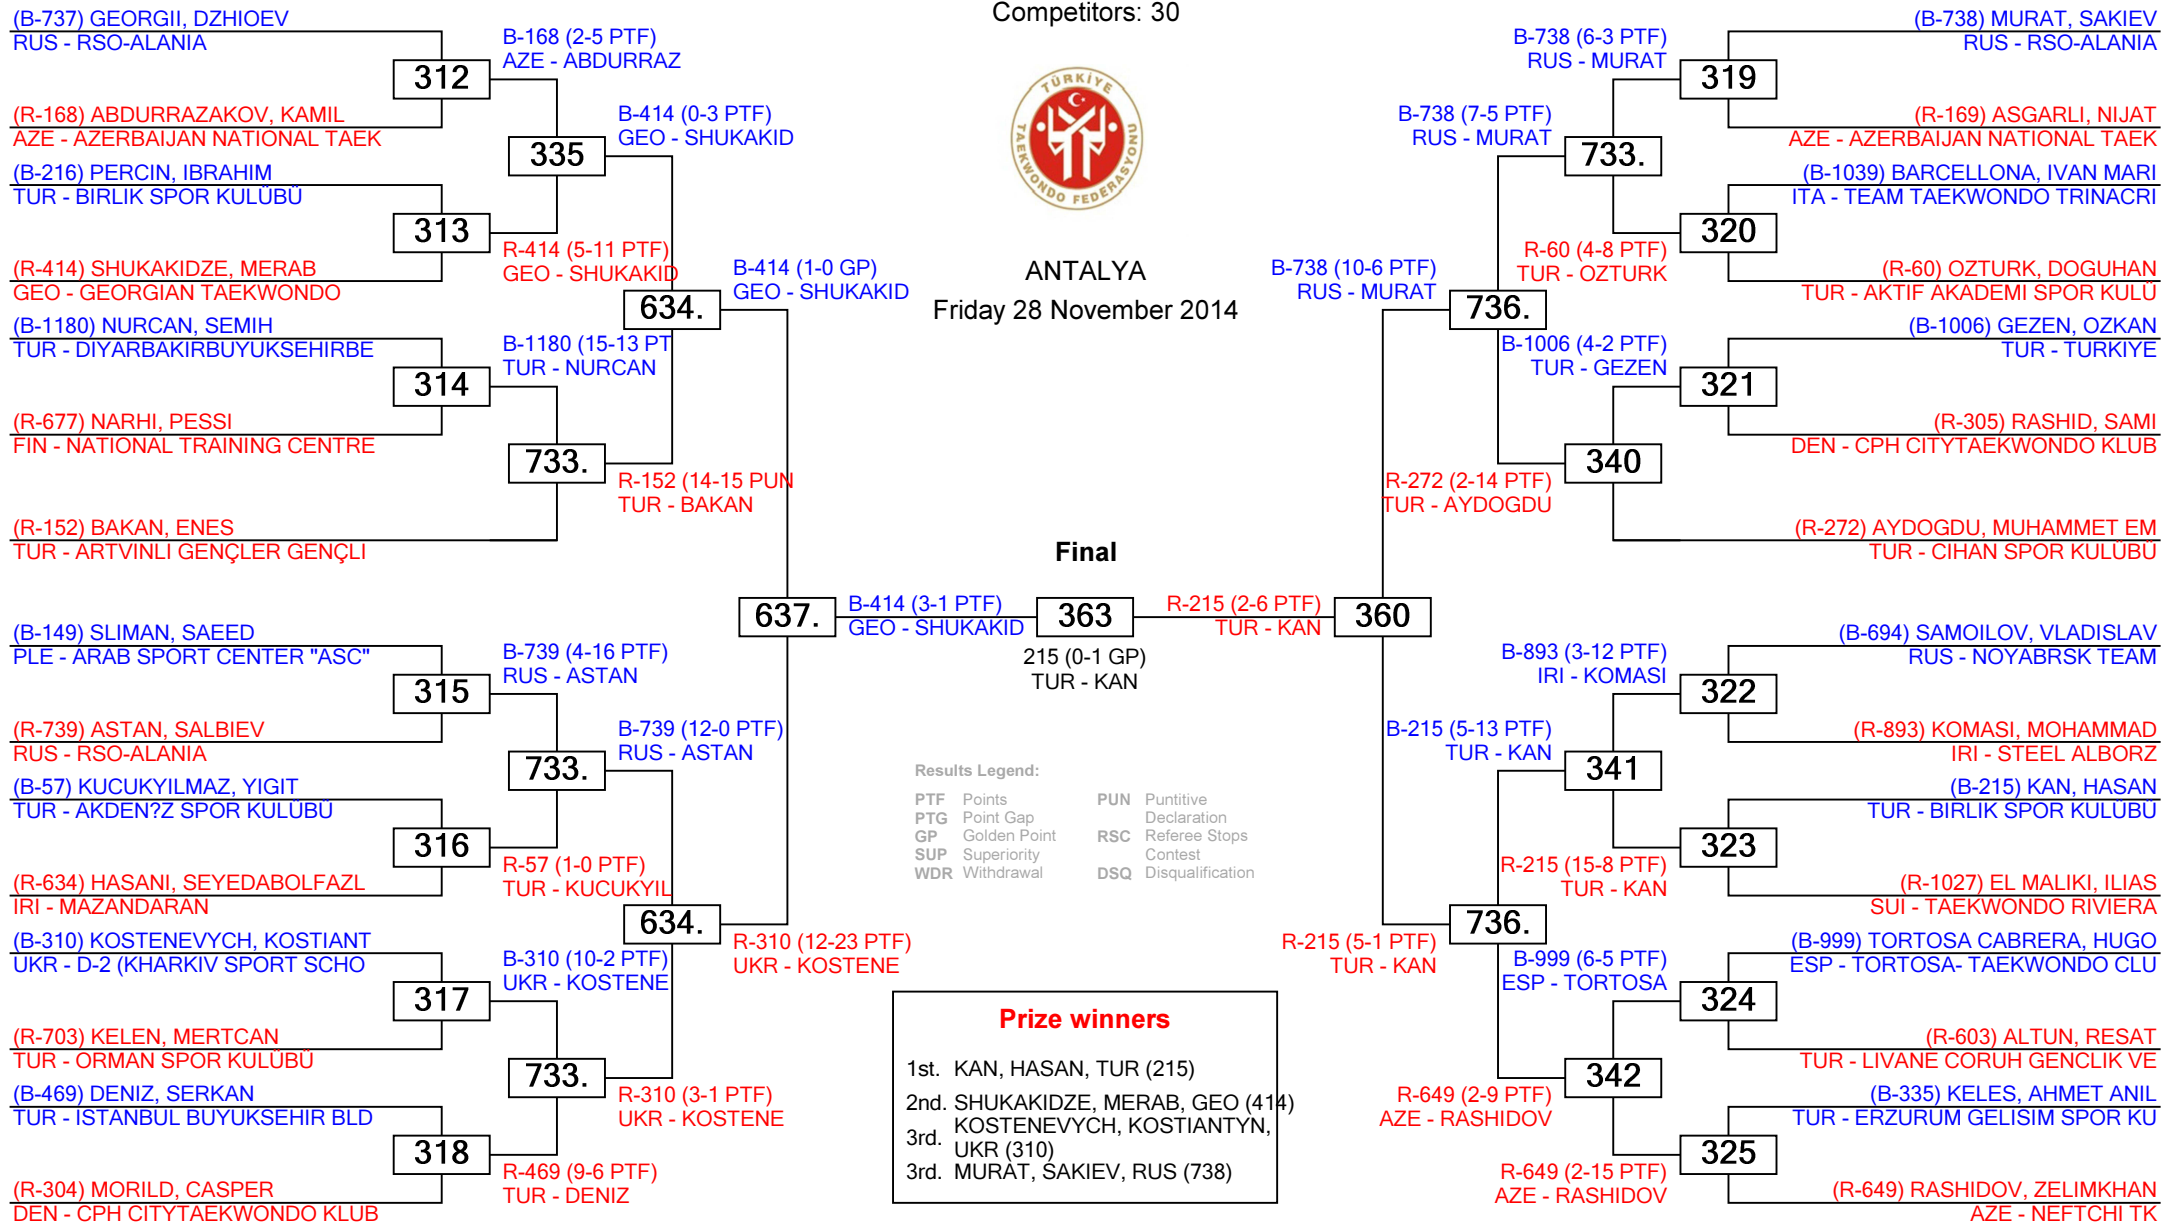 Competitors: 30
(B-737) GEORGII, DZHIOEV
RUS - RSO-ALANIA
312
(R-168) ABDURRAZAKOV, KAMIL
AZE - AZERBAIJAN NATIONAL TAEK
(B-216) PERCIN, IBRAHIM
TUR - BIRLIK SPOR KULÜBÜ
313
(R-414) SHUKAKIDZE, MERAB
GEO - GEORGIAN TAEKWONDO
(B-1180) NURCAN, SEMIH
TUR - DIYARBAKIRBUYUKSEHIRBE
314
(R-677) NARHI, PESSI
FIN - NATIONAL TRAINING CENTRE
(R-152) BAKAN, ENES
TUR - ARTVINLI GENÇLER GENÇLI
(B-149) SLIMAN, SAEED
PLE - ARAB SPORT CENTER "ASC"
315
(R-739) ASTAN, SALBIEV
RUS - RSO-ALANIA
(B-57) KUCUKYILMAZ, YIGIT
TUR - AKDEN?Z SPOR KULÜBÜ
316
(R-634) HASANI, SEYEDABOLFAZL
IRI - MAZANDARAN
(B-310) KOSTENEVYCH, KOSTIANT
UKR - D-2 (KHARKIV SPORT SCHO
317
(R-703) KELEN, MERTCAN
TUR - ORMAN SPOR KULÜBÜ
(B-469) DENIZ, SERKAN
TUR - ISTANBUL BUYUKSEHIR BLD
318
(R-304) MORILD, CASPER
DEN - CPH CITYTAEKWONDO KLUB
B-168 (2-5 PTF)
AZE - ABDURRAZ
335
R-414 (5-11 PTF)
GEO - SHUKAKID
B-1180 (15-13 PT
TUR - NURCAN
733.
B-739 (4-16 PTF)
RUS - ASTAN
733.
R-57 (1-0 PTF)
TUR - KUCUKYIL
B-310 (10-2 PTF)
UKR - KOSTENE
733.
R-469 (9-6 PTF)
TUR - DENIZ
B-414 (0-3 PTF)
GEO - SHUKAKID
634.
R-152 (14-15 PUN
TUR - BAKAN
B-739 (12-0 PTF)
RUS - ASTAN
634.
R-310 (3-1 PTF)
UKR - KOSTENE
B-414 (1-0 GP)
GEO - SHUKAKID
637.
R-310 (12-23 PTF)
UKR - KOSTENE
TÜRKİYE
TAEKWONDO FEDERASYONU
ANTALYA
Friday 28 November 2014
Final
B-414 (3-1 PTF)
GEO - SHUKAKID
363
R-215 (2-6 PTF)
TUR - KAN
215 (0-1 GP)
TUR - KAN
Results Legend:
PTF Points
PTG Point Gap
GP Golden Point
SUP Superiority
WDR Withdrawal
PUN Puntitive
Declaration
RSC Referee Stops
Contest
DSQ Disqualification
Prize winners
1st. KAN, HASAN, TUR (215)
2nd. SHUKAKIDZE, MERAB, GEO (414)
3rd. KOSTENEVYCH, KOSTIANTYN,
UKR (310)
3rd. MURAT, SAKIEV, RUS (738)
B-738 (10-6 PTF)
RUS - MURAT
360
R-215 (5-1 PTF)
TUR - KAN
B-738 (7-5 PTF)
RUS - MURAT
736.
R-272 (2-14 PTF)
TUR - AYDOGDU
B-215 (5-13 PTF)
TUR - KAN
736.
R-649 (2-9 PTF)
AZE - RASHIDOV
B-738 (6-3 PTF)
RUS - MURAT
733.
R-60 (4-8 PTF)
TUR - OZTURK
B-1006 (4-2 PTF)
TUR - GEZEN
340
B-893 (3-12 PTF)
IRI - KOMASI
341
R-215 (15-8 PTF)
TUR - KAN
B-999 (6-5 PTF)
ESP - TORTOSA
342
R-649 (2-15 PTF)
AZE - RASHIDOV
(B-738) MURAT, SAKIEV
RUS - RSO-ALANIA
319
(R-169) ASGARLI, NIJAT
AZE - AZERBAIJAN NATIONAL TAEK
(B-1039) BARCELLONA, IVAN MARI
ITA - TEAM TAEKWONDO TRINACRI
320
(R-60) OZTURK, DOGUHAN
TUR - AKTIF AKADEMI SPOR KULÜ
(B-1006) GEZEN, OZKAN
TUR - TURKIYE
321
(R-305) RASHID, SAMI
DEN - CPH CITYTAEKWONDO KLUB
(R-272) AYDOGDU, MUHAMMET EM
TUR - CIHAN SPOR KULÜBÜ
(B-694) SAMOILOV, VLADISLAV
RUS - NOYABRSK TEAM
322
(R-893) KOMASI, MOHAMMAD
IRI - STEEL ALBORZ
(B-215) KAN, HASAN
TUR - BIRLIK SPOR KULÜBÜ
323
(R-1027) EL MALIKI, ILIAS
SUI - TAEKWONDO RIVIERA
(B-999) TORTOSA CABRERA, HUGO
ESP - TORTOSA- TAEKWONDO CLU
324
(R-603) ALTUN, RESAT
TUR - LIVANE CORUH GENCLIK VE
(B-335) KELES, AHMET ANIL
TUR - ERZURUM GELISIM SPOR KU
325
(R-649) RASHIDOV, ZELIMKHAN
AZE - NEFTCHI TK